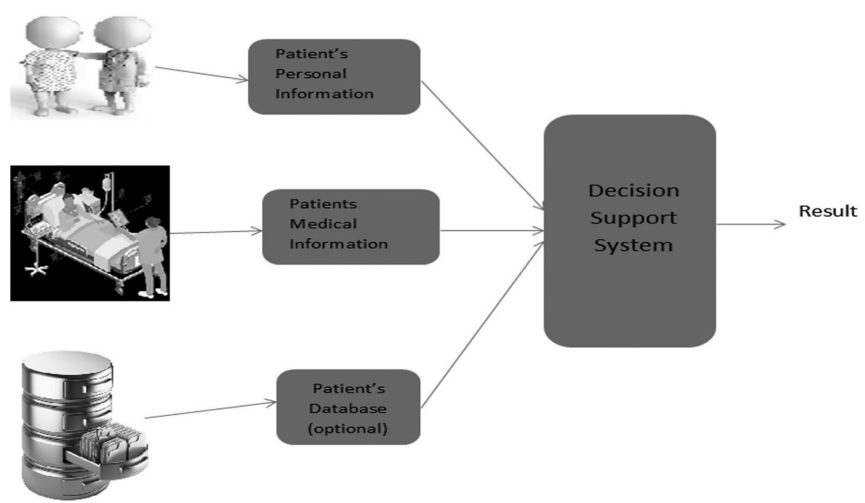 Patient's
Personal
Information
Patients
Medical
Information
Patient's
Database
(optional)
Decision
Support
System
Result